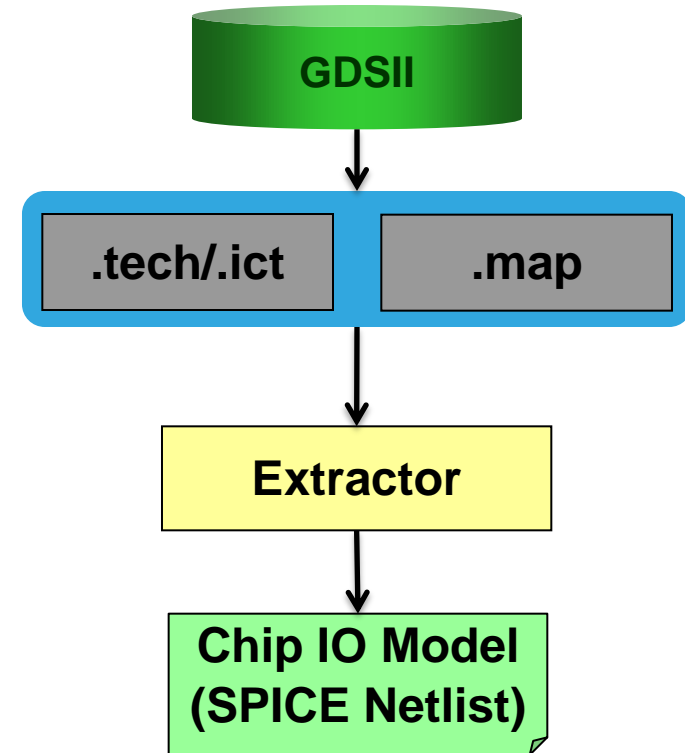 GDSII
.tech/.ict
.map
Extractor
Chip IO Model
(SPICE Netlist)